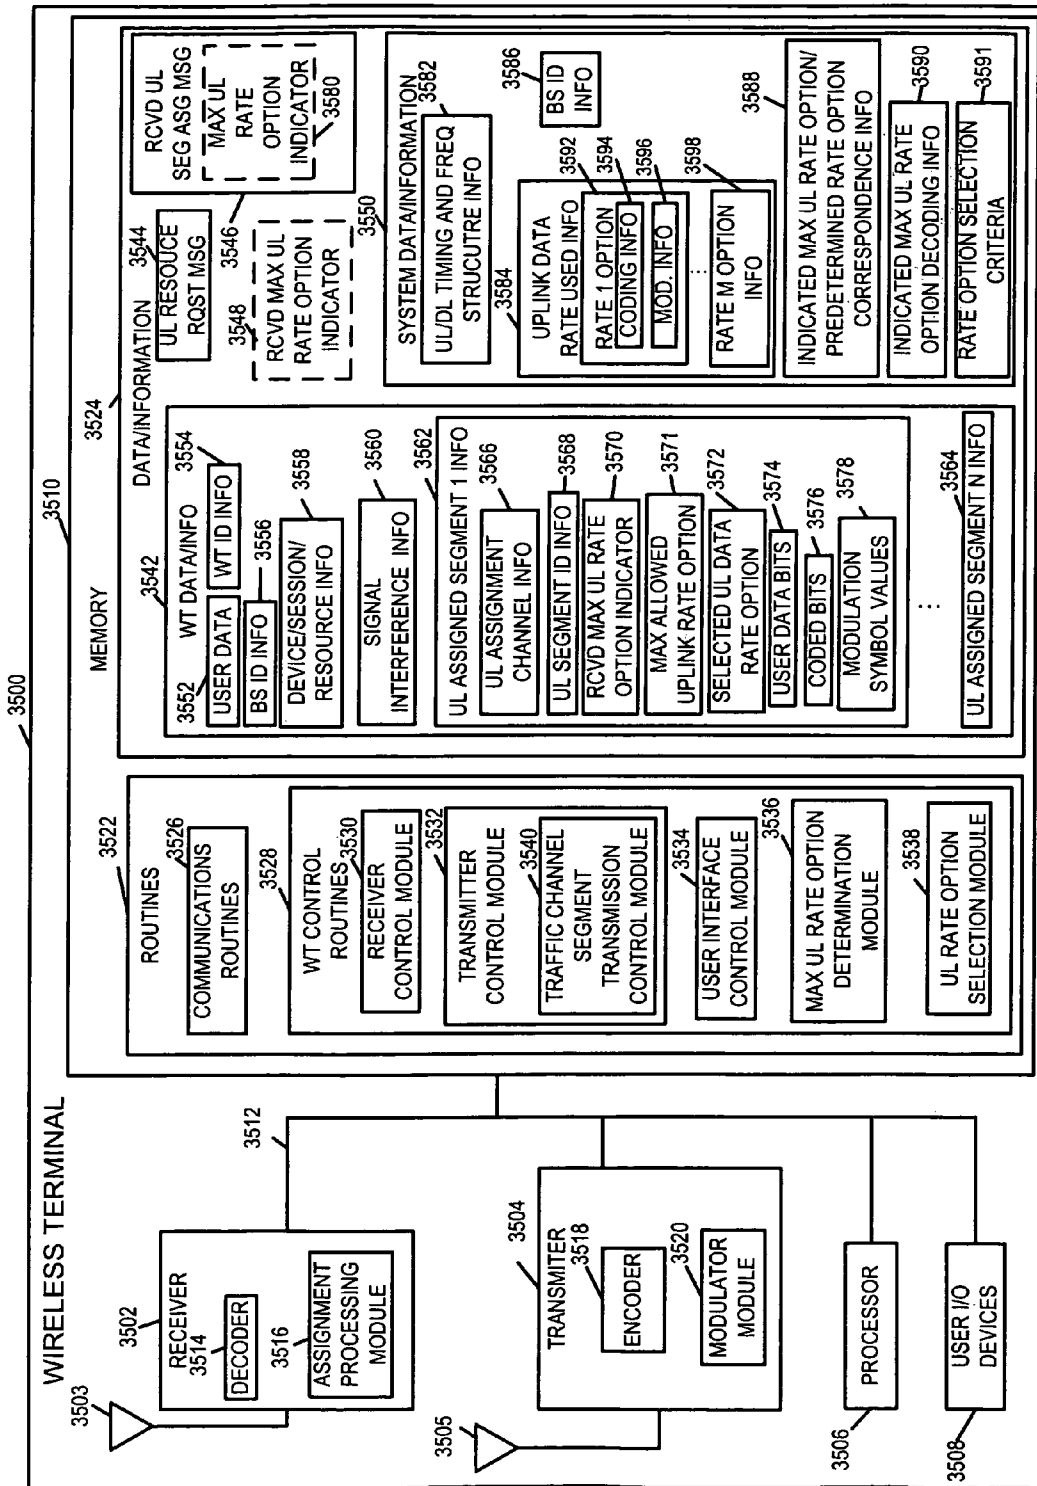 3500
WIRELESS TERMINAL
3503
3502
RECEIVER
3514
DECODER
3516
ASSIGNMENT
PROCESSING
MODULE
3505
3504
TRANSMITER
3518
ENCODER
3520
MODULATOR
MODULE
3506
PROCESSOR
3508
USER I/O
DEVICES
3512
3510
MEMORY
3522
ROUTINES
3526
COMMUNICATIONS
ROUTINES
3528
WT CONTROL
ROUTINES
3530
RECEIVER
CONTROL MODULE
3532
TRANSMITTER
CONTROL MODULE
3540
TRAFFIC CHANNEL
SEGMENT
TRANSMISSION
CONTROL MODULE
3534
USER INTERFACE
CONTROL MODULE
3536
MAX UL RATE OPTION
DETERMINATION
MODULE
3538
UL RATE OPTION
SELECTION MODULE
3524
DATA/INFORMATION
3542
WT DATA/INFO
3552
USER DATA
3554
WT ID INFO
3556
BS ID INFO
3558
DEVICE/SESSION/
RESOURCE INFO
3560
SIGNAL
INTERFERENCE INFO
3562
UL ASSIGNED SEGMENT 1 INFO
3566
UL ASSIGNMENT
CHANNEL INFO
3568
UL SEGMENT ID INFO
3570
RCVD MAX UL RATE
OPTION INDICATOR
3571
MAX ALLOWED
UPLINK RATE OPTION
3572
SELECTED UL DATA
RATE OPTION
3574
USER DATA BITS
3576
CODED BITS
3578
MODULATION
SYMBOL VALUES
...
3564
UL ASSIGNED SEGMENT N INFO
3544
UL RESOUCE
RQST MSG
3546
RCVD UL
SEG ASG MSG
MAX UL
RATE
OPTION
INDICATOR
3580
3548
RCVD MAX UL
RATE OPTION
INDICATOR
3550
SYSTEM DATA/INFORMATION
3582
UL/DL TIMING AND FREQ
STRUCUTRE INFO
3586
BS ID
INFO
3584
UPLINK DATA
RATE USED INFO
3592
RATE 1 OPTION
3594
CODING INFO
3596
MOD. INFO
...
3598
RATE M OPTION
INFO
3588
INDICATED MAX UL RATE OPTION/
PREDETERMINED RATE OPTION
CORRESPONDENCE INFO
3590
INDICATED MAX UL RATE
OPTION DECODING INFO
3591
RATE OPTION SELECTION
CRITERIA